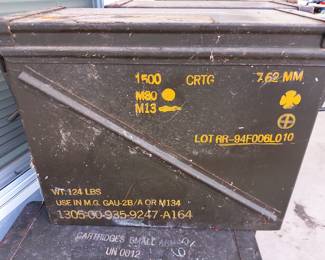 1500 CRTG 7.62 MM
M80
M13
LOT RR-94F006L010
WT. 124 LBS
USE IN M.G. GAU-2B/A OR M134
1305-00-935-9247-A164
CARTRIDGES SMALL ARMS
UN 0012